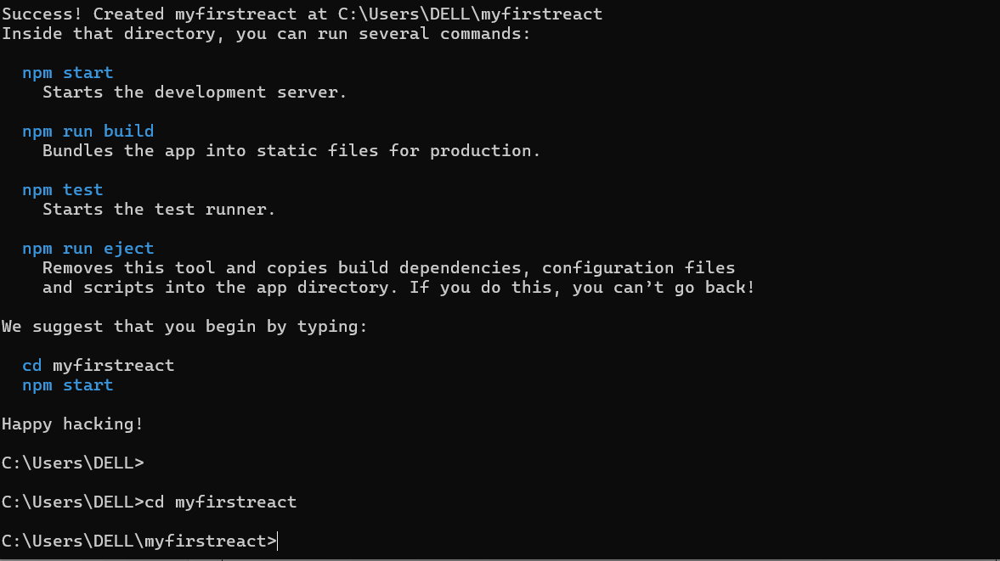 Success! Created myfirstreact at C:\Users\DELL\myfirstreact
Inside that directory, you can run several commands:
npm start
Starts the development server.
npm run build
Bundles the app into static files for production.
npm test
Starts the test runner.
npm run eject
Removes this tool and copies build dependencies, configuration files
and scripts into the app directory. If you do this, you can’t go back!
We suggest that you begin by typing:
cd myfirstreact
npm start
Happy hacking!
C:\Users\DELL>
C:\Users\DELL>cd myfirstreact
C:\Users\DELL\myfirstreact>